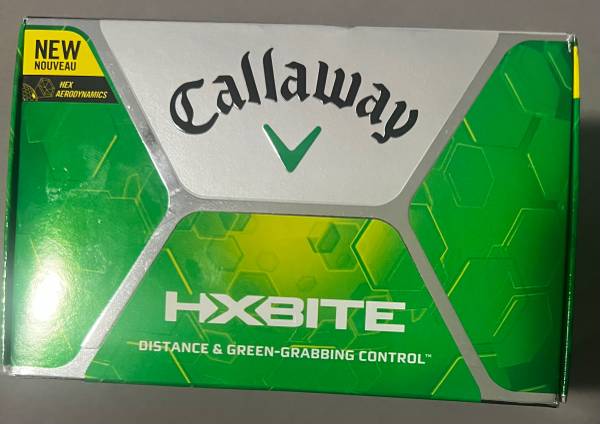 NEW
NOUVEAU
HEX
AERODYNAMICS
Callaway
HXBITE
DISTANCE & GREEN-GRABBING CONTROL™